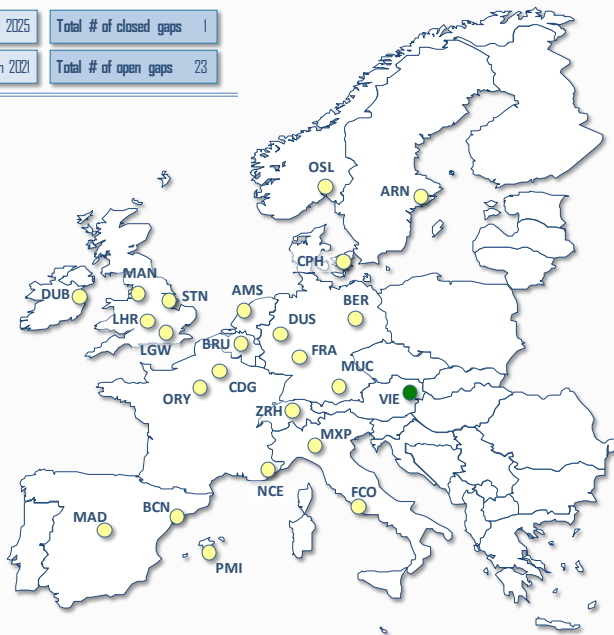 2025 Total # of closed gaps 1
2021 Total # of open gaps 23
OSL
ARN
CPH
MAN
DUB
STN
AMS
BER
LHR
DUS
LGW
BRU
FRA
MUC
CDG
ORY
VIE
ZRH
MXP
NCE
FCO
BCN
MAD
PMI